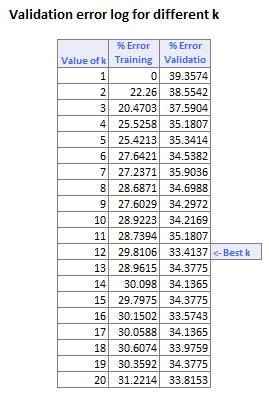 Validation error log for different k
% Error % Error
Value of k Training Validatio
1 0 39.3574
2 22.26 38.5542
3 20.4703 37.5904
4 25.5258 35.1807
5 25.4213 35.3414
6 27.6421 34.5382
7 27.2371 35.9036
8 28.6871 34.6988
9 27.6029 34.2972
10 28.9223 34.2169
11 28.7394 35.1807
12 29.8106 33.4137 <- Best k
13 28.9615 34.3775
14 30.098 34.1365
15 29.7975 34.3775
16 30.1502 33.5743
17 30.0588 34.1365
18 30.6074 33.9759
19 30.3592 34.3775
20 31.2214 33.8153